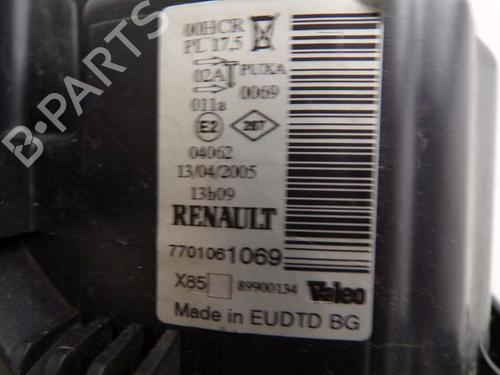 00HCR
PL 17,5
02A PUXA
011a 0069
E2 267
04062
13/04/2005
13h09
RENAULT
7701061069
X85 89900134 Valeo
Made in EUDTD BG
B-PARTS